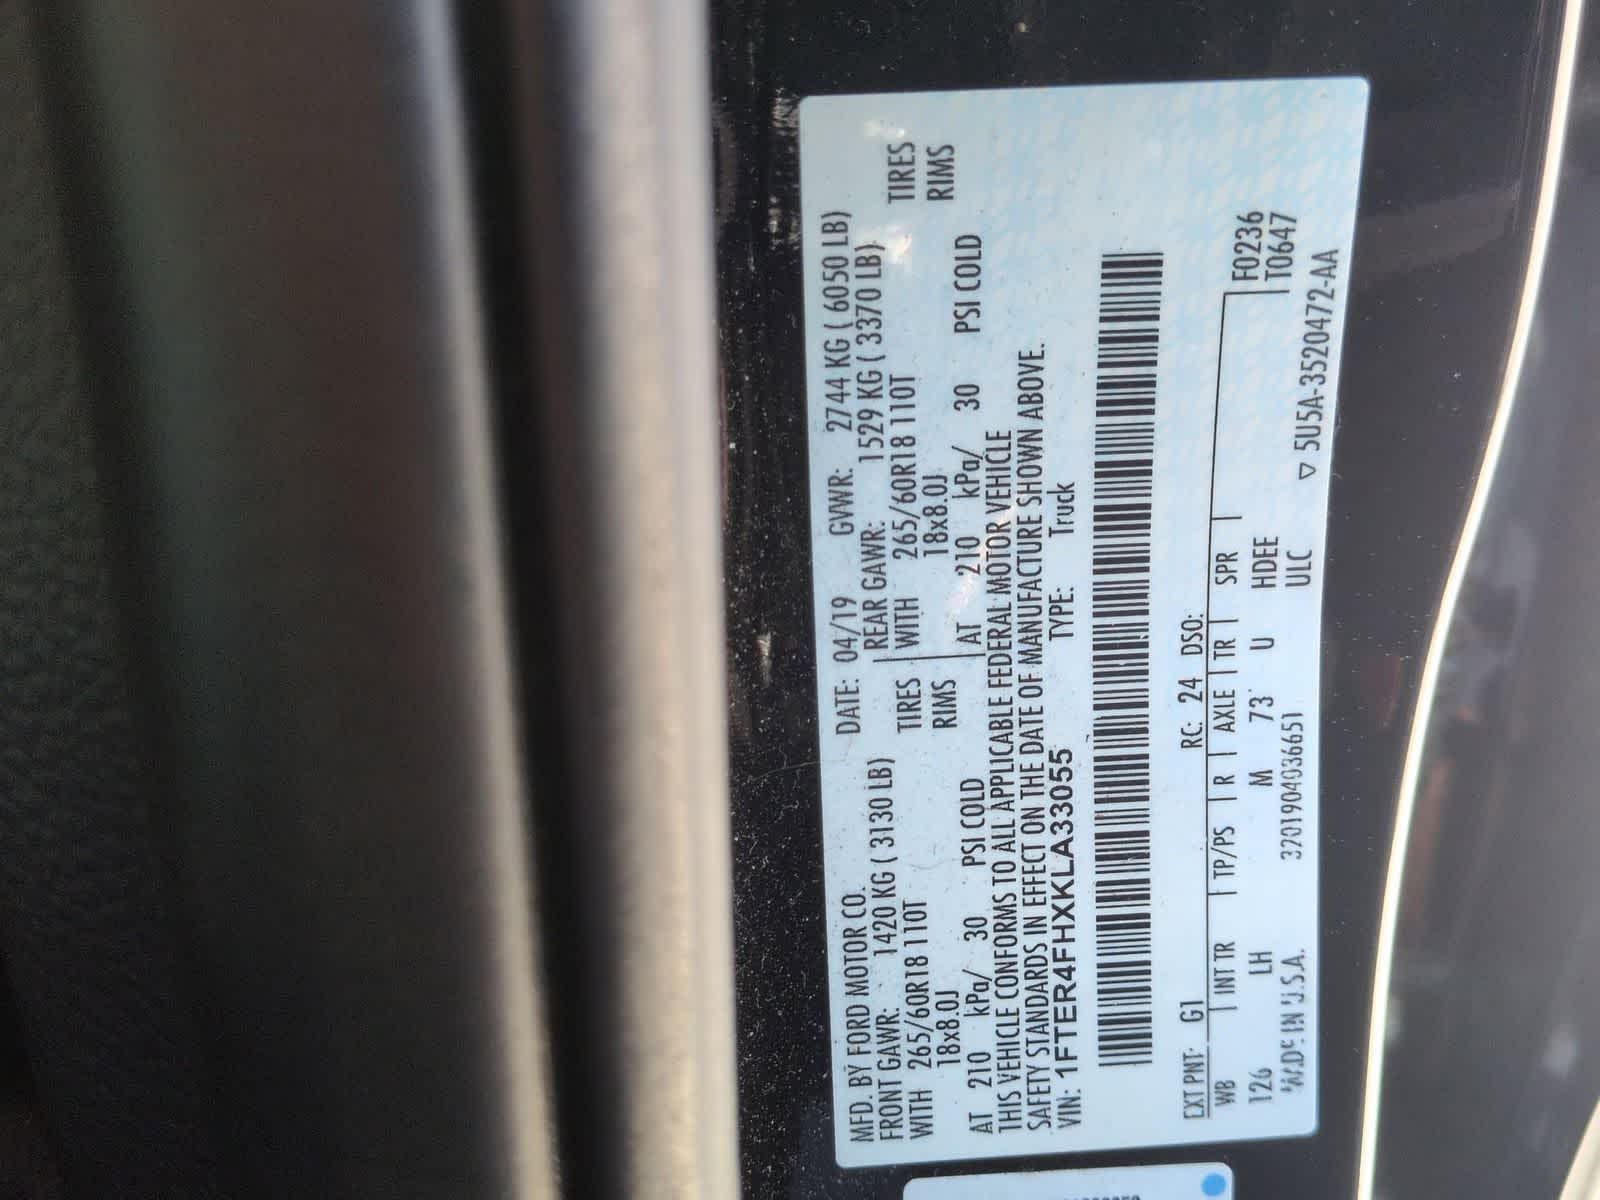 MFD. BY FORD MOTOR CO. DATE: 04/19 GVWR: 2744 KG ( 6050 LB)
FRONT GAWR: 1420 KG ( 3130 LB) REAR GAWR: 1529 KG ( 3370 LB)
WITH 265/60R18 110T TIRES WITH 265/60R18 110T TIRES
18x8.0J RIMS 18x8.0J RIMS
AT 210 kPa/ 30 PSI COLD AT 210 kPa/ 30 PSI COLD
THIS VEHICLE CONFORMS TO ALL APPLICABLE FEDERAL MOTOR VEHICLE
SAFETY STANDARDS IN EFFECT ON THE DATE OF MANUFACTURE SHOWN ABOVE.
VIN: 1FTER4FHXKLA33055 TYPE: Truck
EXT PNT: G1 RC: 24 DSO:
WB INT TR TP/PS R AXLE TR SPR F0236
126 LH M 73 U HDEE T0647
MADE IN U.S.A. 3201904036651 ULC
▽ 5U5A-3520472-AA